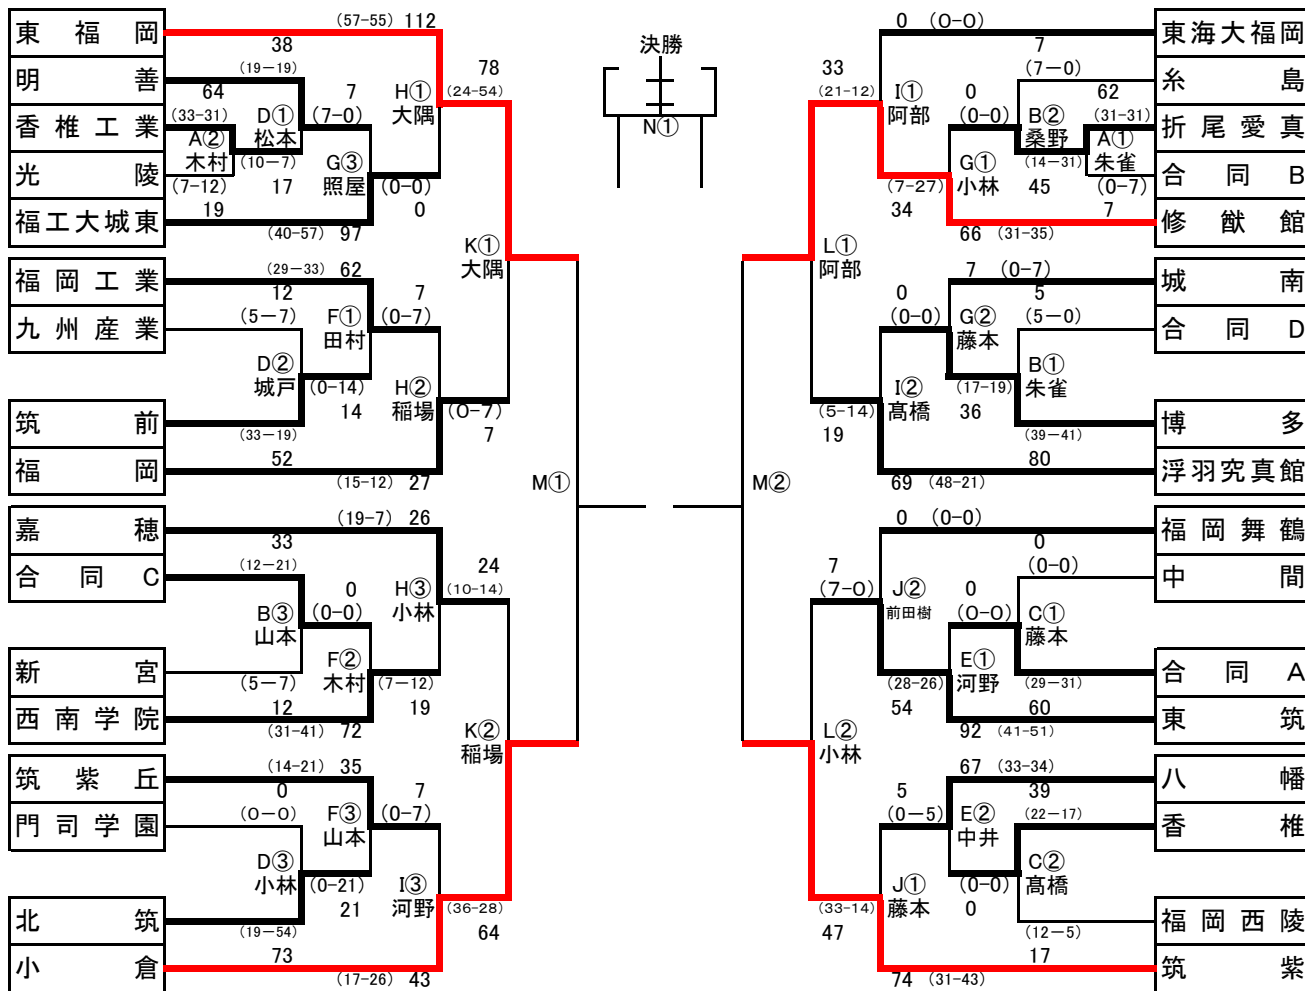 東福岡
明善
香椎工業
光陵
福工大城東
福岡工業
九州産業
筑前
福岡
嘉穂
合同C
新宮
西南学院
筑紫丘
門司学園
北筑
小倉
(57-55) 112
38
(19-19)
64
(33-31)
D①
松本
7
(7-0)
A②
木村
(10-7)
17
(7-12)
19
G③
照屋
(40-57) 97
H①
大隅
(0-0)
0
78
(24-54)
(29-33) 62
12
(5-7)
F①
田村
7
(0-7)
D②
城戸
(0-14)
14
(33-19)
52
H②
稲場
(15-12) 27
(0-7)
7
K①
大隅
M①
(19-7) 26
33
(12-21)
B③
山本
0
(0-0)
(5-7)
12
F②
木村
(31-41) 72
H③
小林
(7-12)
19
24
(10-14)
(14-21) 35
0
(0-0)
F③
山本
7
(0-7)
D③
小林
(0-21)
21
(19-54)
73
I③
河野
(17-26) 43
(36-28)
64
K②
稲場
決勝
N①
33
(21-12)
0 (0-0)
7
(7-0)
62
(31-31)
I①
阿部
0
(0-0)
B②
桑野
A①
朱雀
(14-31)
45
(0-7)
7
G①
小林
(7-27)
34
66 (31-35)
L①
阿部
7 (0-7)
5
(5-0)
0
(0-0)
G②
藤本
B①
朱雀
(17-19)
36
(39-41)
80
I②
髙橋
(5-14)
19
69 (48-21)
M②
0 (0-0)
0
(0-0)
7
(7-0)
J②
前田樹
0
(0-0)
C①
藤本
E①
河野
(29-31)
60
(28-26)
54
92 (41-51)
L②
小林
67 (33-34)
39
(22-17)
5
(0-5)
E②
中井
C②
髙橋
J①
藤本
(0-0)
0
(12-5)
17
(33-14)
47
74 (31-43)
東海大福岡
糸島
折尾愛真
合同B
修猷館
城南
合同D
博多
浮羽究真館
福岡舞鶴
中間
合同A
東筑
八幡
香椎
福岡西陵
筑紫